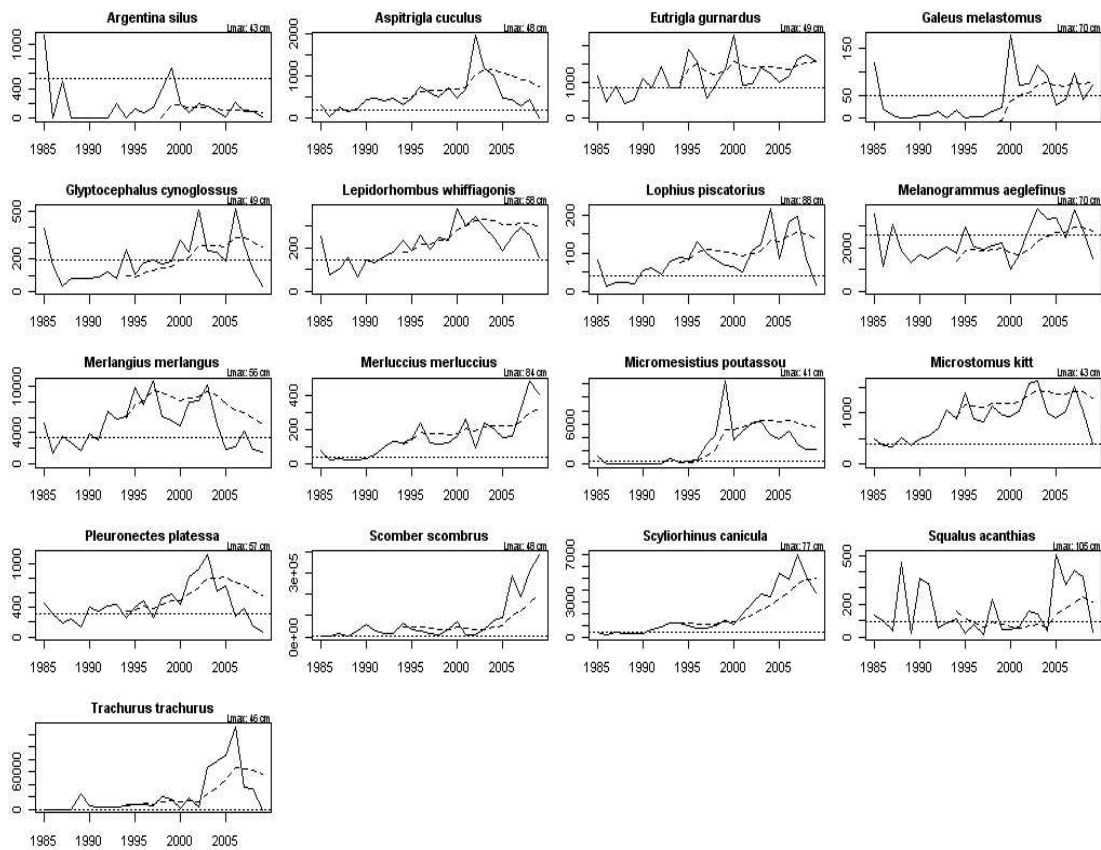 Argentina silus
Lmax: 43 cm
1000
400
0
1985 1990 1995 2000 2005
Aspitrigla cuculus
Lmax: 48 cm
2000
1000
0
1985 1990 1995 2000 2005
Eutrigla gurnardus
Lmax: 49 cm
1000
0
1985 1990 1995 2000 2005
Galeus melastomus
Lmax: 70 cm
150
50
0
1985 1990 1995 2000 2005
Glyptocephalus cynoglossus
Lmax: 49 cm
500
200
0
1985 1990 1995 2000 2005
Lepidorhombus whiffiagonis
Lmax: 58 cm
200
0
1985 1990 1995 2000 2005
Lophius piscatorius
Lmax: 88 cm
200
100
0
1985 1990 1995 2000 2005
Melanogrammus aeglefinus
Lmax: 70 cm
2000
0
1985 1990 1995 2000 2005
Merlangius merlangus
Lmax: 56 cm
10000
4000
0
1985 1990 1995 2000 2005
Merluccius merluccius
Lmax: 84 cm
400
200
0
1985 1990 1995 2000 2005
Micromesistius poutassou
Lmax: 41 cm
6000
0
1985 1990 1995 2000 2005
Microstomus kitt
Lmax: 43 cm
1000
0
1985 1990 1995 2000 2005
Pleuronectes platessa
Lmax: 57 cm
1000
400
0
1985 1990 1995 2000 2005
Scomber scombrus
Lmax: 48 cm
3e+05
0e+00
1985 1990 1995 2000 2005
Scyliorhinus canicula
Lmax: 77 cm
7000
3000
0
1985 1990 1995 2000 2005
Squalus acanthias
Lmax: 105 cm
500
200
0
1985 1990 1995 2000 2005
Trachurus trachurus
Lmax: 46 cm
600000
0
1985 1990 1995 2000 2005